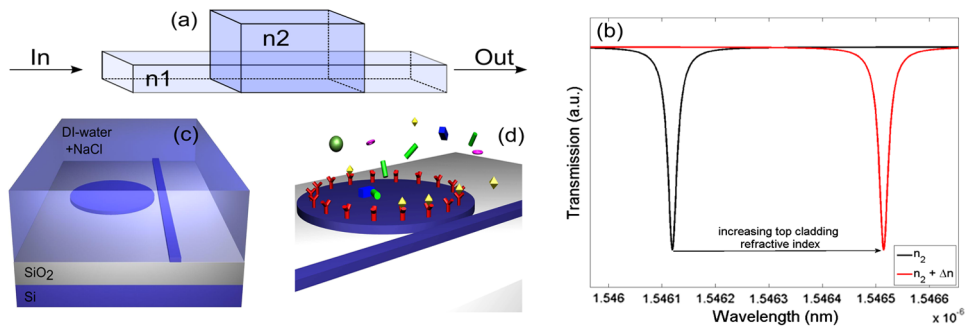 (a)
In
n1
n2
Out
(c)
DI-water
+NaCl
SiO2
Si
(d)
(b)
Transmission (a.u.)
increasing top cladding
refractive index
n2
n2 + Δn
1.546 1.5461 1.5462 1.5463 1.5464 1.5465 1.5466
x 10-6
Wavelength (nm)